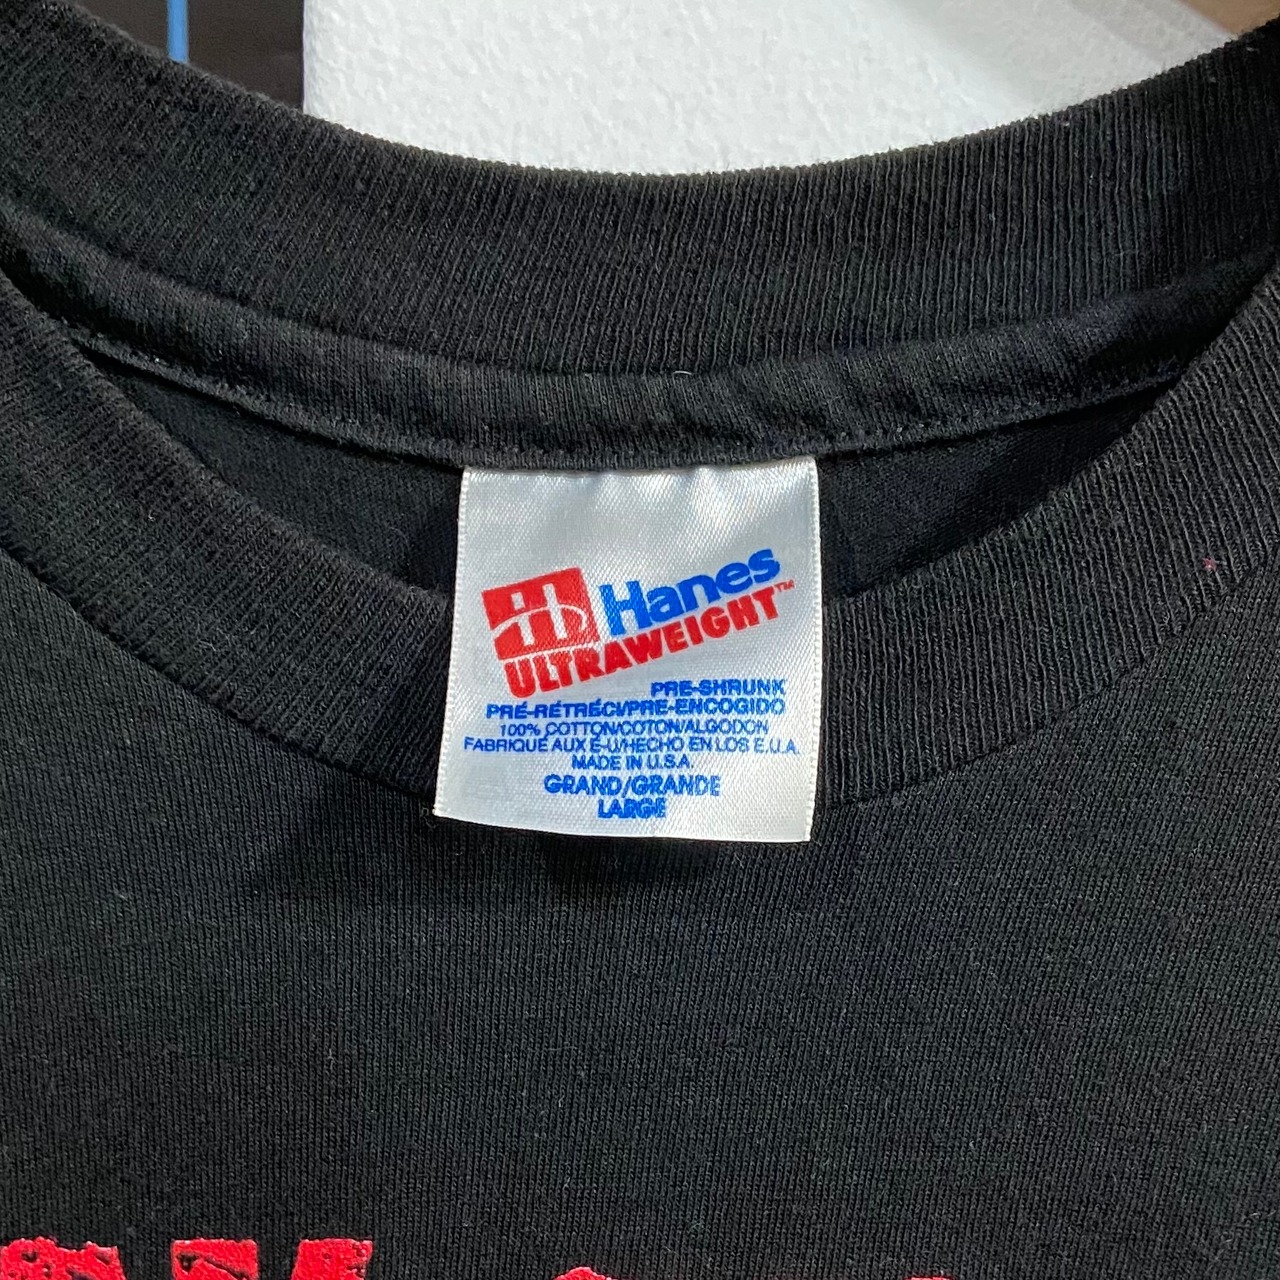 Hanes
ULTRAWEIGHT™
PRE-SHRUNK
PRÉ-RÉTRÉCI/PRE-ENCOGIDO
100% COTTON/COTON/ALGODON
FABRIQUÉ AUX É-U/HECHO EN LOS E.U.A.
MADE IN U.S.A.
GRAND/GRANDE
LARGE